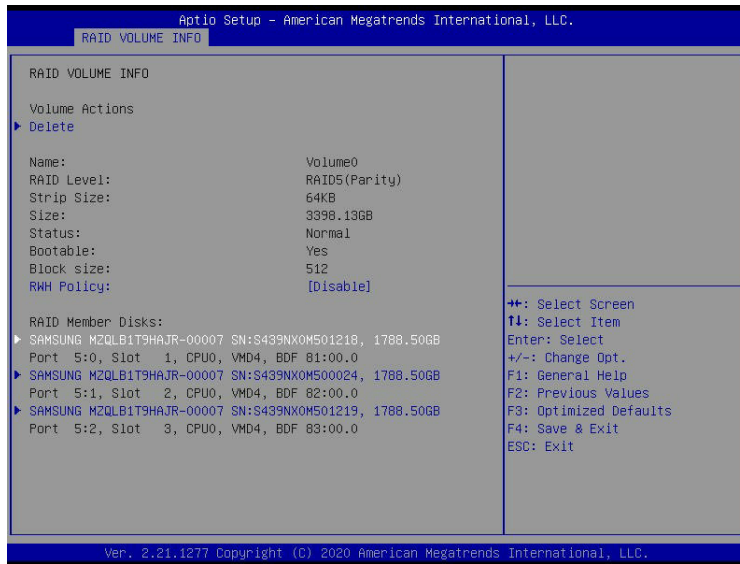 Aptio Setup – American Megatrends International, LLC.
RAID VOLUME INFO
RAID VOLUME INFO
Volume Actions
▶ Delete
Name: Volume0
RAID Level: RAID5(Parity)
Strip Size: 64KB
Size: 3398.13GB
Status: Normal
Bootable: Yes
Block size: 512
RWH Policy: [Disable]
RAID Member Disks:
▶ SAMSUNG MZQLB1T9HAJR-00007 SN:S439NX0M501218, 1788.50GB
Port 5:0, Slot 1, CPU0, VMD4, BDF 81:00.0
▶ SAMSUNG MZQLB1T9HAJR-00007 SN:S439NX0M500024, 1788.50GB
Port 5:1, Slot 2, CPU0, VMD4, BDF 82:00.0
▶ SAMSUNG MZQLB1T9HAJR-00007 SN:S439NX0M501219, 1788.50GB
Port 5:2, Slot 3, CPU0, VMD4, BDF 83:00.0
→←: Select Screen
↑↓: Select Item
Enter: Select
+/-: Change Opt.
F1: General Help
F2: Previous Values
F3: Optimized Defaults
F4: Save & Exit
ESC: Exit
Ver. 2.21.1277 Copyright (C) 2020 American Megatrends International, LLC.